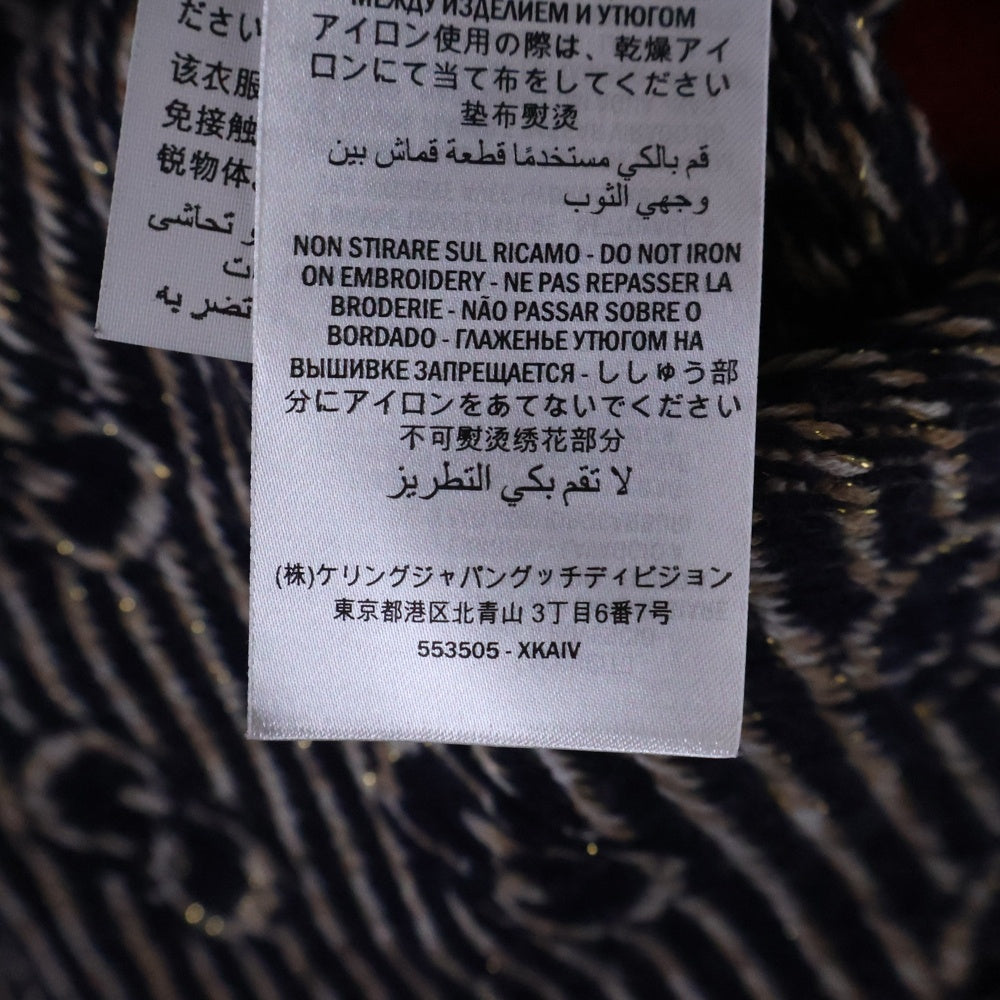 ださい
该衣服
免接触
锐物体
و تحاشى
ات
تضر به
МЕЖДУ ИЗДЕЛИЕМ И УТЮГОМ
アイロン使用の際は、乾燥アイ
ロンにて当て布をしてください
垫布熨烫
قم بالكي مستخدمًا قطعة قماش بين
وجهي الثوب
NON STIRARE SUL RICAMO - DO NOT IRON
ON EMBROIDERY - NE PAS REPASSER LA
BRODERIE - NÃO PASSAR SOBRE O
BORDADO - ГЛАЖЕНЬЕ УТЮГОМ НА
ВЫШИВКЕ ЗАПРЕЩАЕТСЯ - ししゅう部
分にアイロンをあてないでください
不可熨烫绣花部分
لا تقم بكي التطريز
(株)ケリングジャパングッチディビジョン
東京都港区北青山 3丁目6番7号
553505 - XKAIV